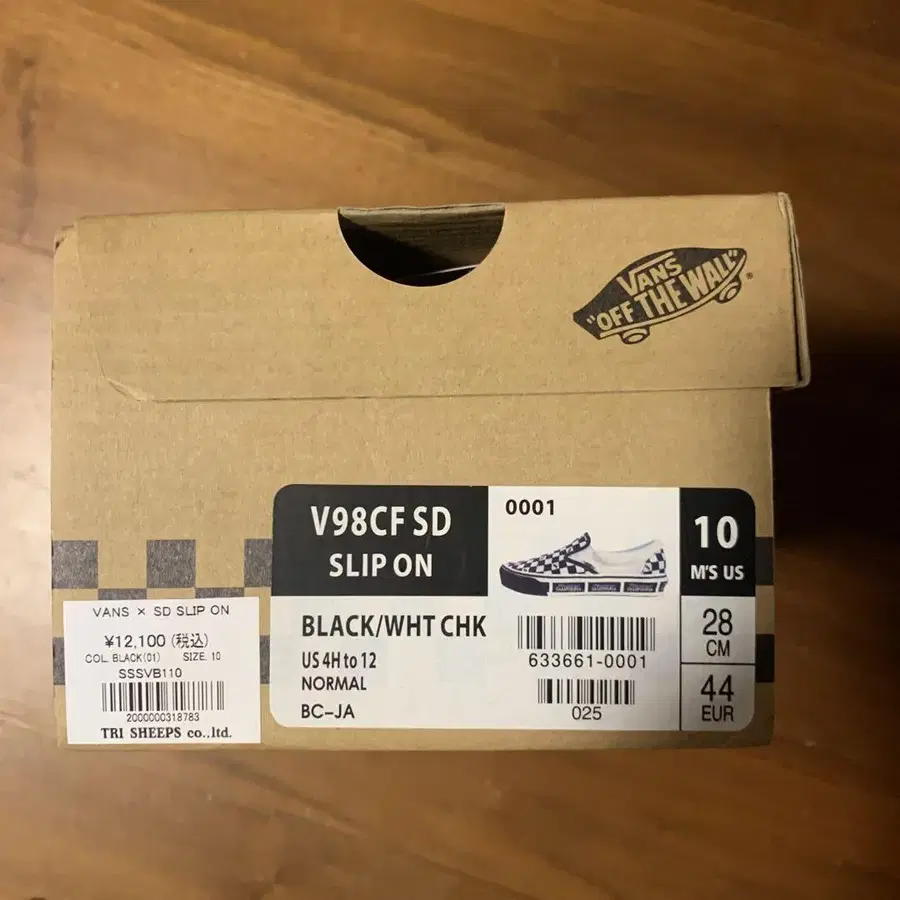 VANS
"OFF THE WALL"
®
V98CF SD
SLIP ON
0001
10
M'S US
BLACK/WHT CHK
US 4H to 12
NORMAL
BC-JA
633661-0001
025
28
CM
44
EUR
VANS × SD SLIP ON
¥12,100 (税込)
COL. BLACK(01) SIZE. 10
SSSVB110
2000000318783
TRI SHEEPS co.,ltd.